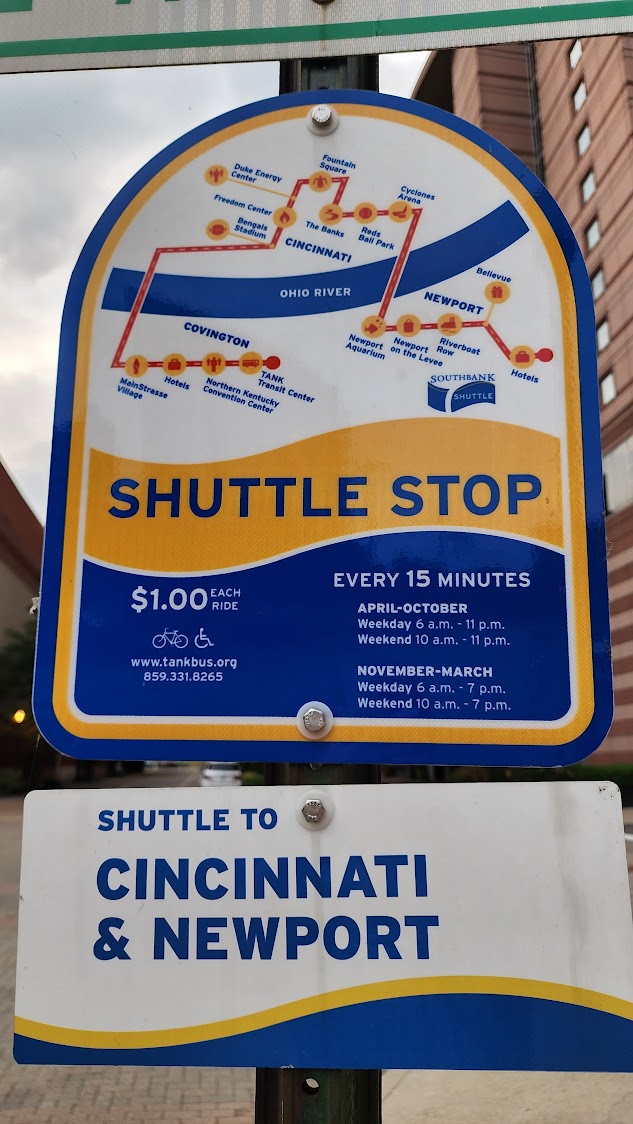 Fountain
Square
Duke Energy
Center
Cyclones
Arena
Freedom Center
Bengals
Stadium
The Banks
Reds
Ball Park
CINCINNATI
OHIO RIVER
Bellevue
NEWPORT
COVINGTON
Newport
Aquarium
Newport
on the Levee
Riverboat
Row
Hotels
MainStrasse
Village
Hotels
Northern Kentucky
Convention Center
TANK
Transit Center
SOUTHBANK
SHUTTLE
SHUTTLE STOP
$1.00 EACH
RIDE
www.tankbus.org
859.331.8265
EVERY 15 MINUTES
APRIL-OCTOBER
Weekday 6 a.m. - 11 p.m.
Weekend 10 a.m. - 11 p.m.
NOVEMBER-MARCH
Weekday 6 a.m. - 7 p.m.
Weekend 10 a.m. - 7 p.m.
SHUTTLE TO
CINCINNATI
& NEWPORT